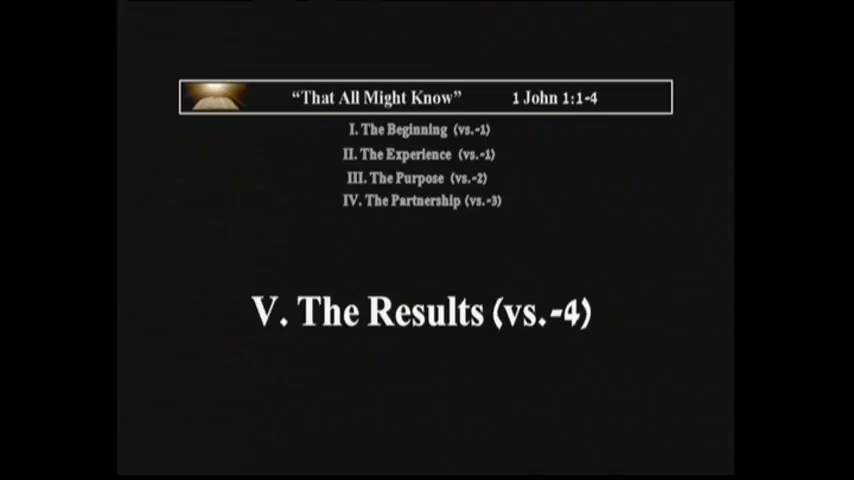 “That All Might Know” 1 John 1:1-4
I. The Beginning (vs.-1)
II. The Experience (vs.-1)
III. The Purpose (vs.-2)
IV. The Partnership (vs.-3)
V. The Results (vs.-4)